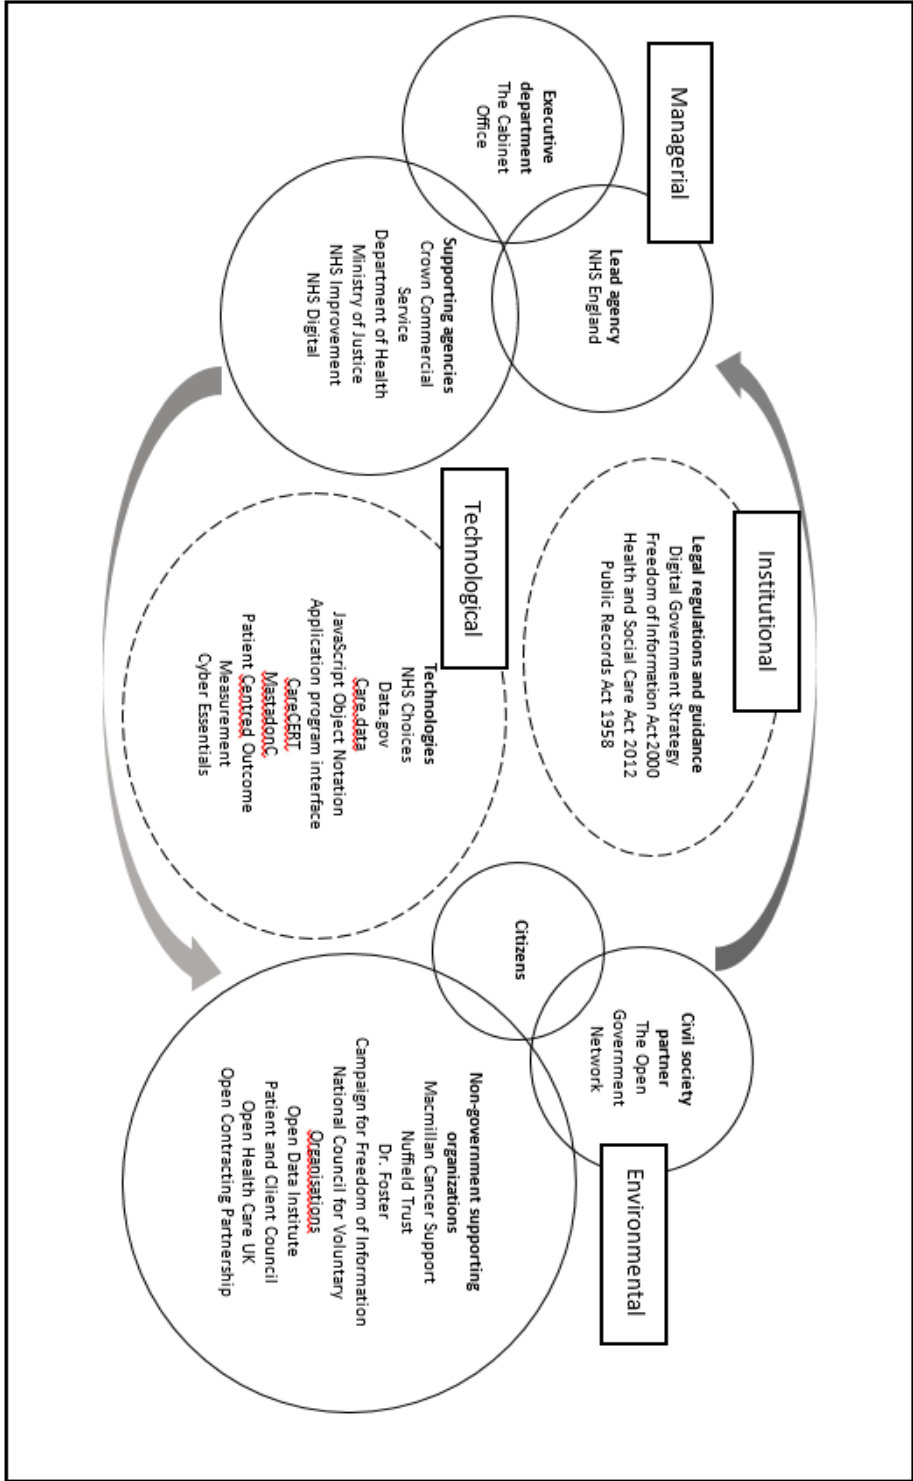 Managerial
Executive
department
The Cabinet
Office
Lead agency
NHS England
Supporting agencies
Crown Commercial
Service
Department of Health
Ministry of Justice
NHS Improvement
NHS Digital
Institutional
Legal regulations and guidance
Digital Government Strategy
Freedom of Information Act 2000
Health and Social Care Act 2012
Public Records Act 1958
Technological
Technologies
NHS Choices
Data.gov
Care.data
JavaScript Object Notation
Application program interface
CareCERT
MastadonC
Patient Centred Outcome
Measurement
Cyber Essentials
Environmental
Civil society
partner
The Open
Government
Network
Citizens
Non-government supporting
organizations
Macmillan Cancer Support
Nuffield Trust
Dr. Foster
Campaign for Freedom of Information
National Council for Voluntary
Organisations
Open Data Institute
Patient and Client Council
Open Health Care UK
Open Contracting Partnership